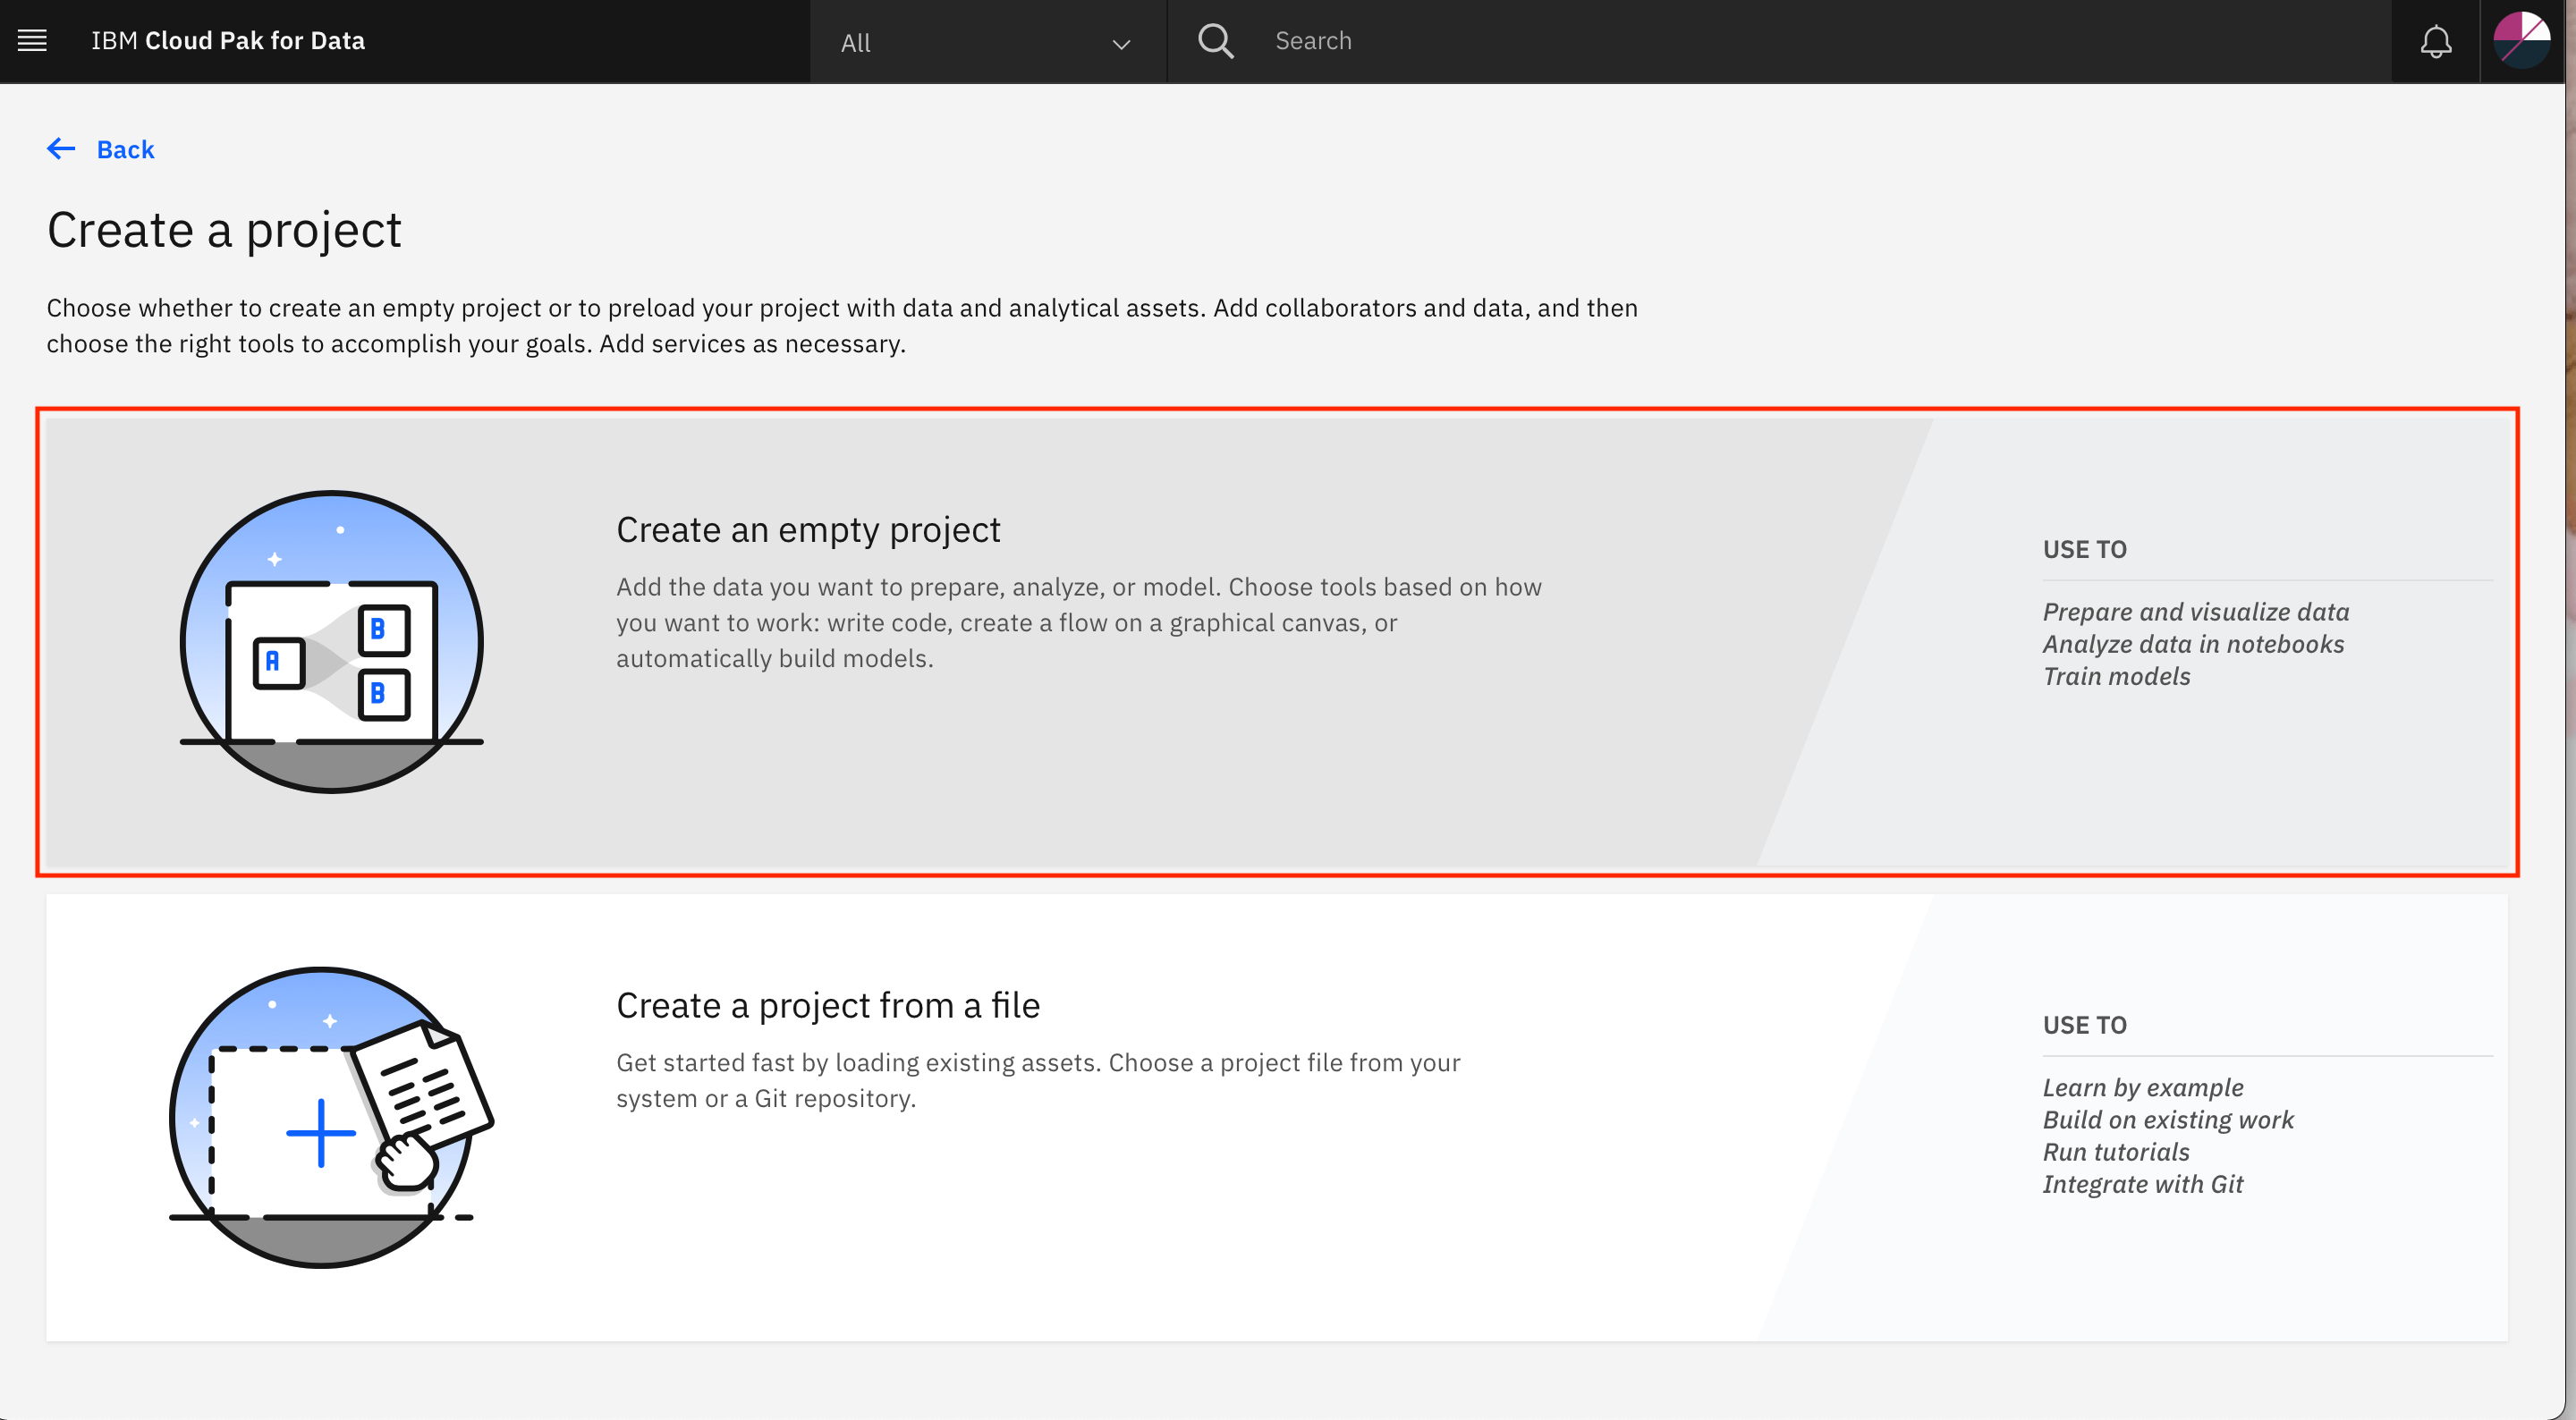 IBM Cloud Pak for Data
All
Search
Back
Create a project
Choose whether to create an empty project or to preload your project with data and analytical assets. Add collaborators and data, and then
choose the right tools to accomplish your goals. Add services as necessary.
A
B
B
Create an empty project
Add the data you want to prepare, analyze, or model. Choose tools based on how
you want to work: write code, create a flow on a graphical canvas, or
automatically build models.
USE TO
Prepare and visualize data
Analyze data in notebooks
Train models
Create a project from a file
Get started fast by loading existing assets. Choose a project file from your
system or a Git repository.
USE TO
Learn by example
Build on existing work
Run tutorials
Integrate with Git